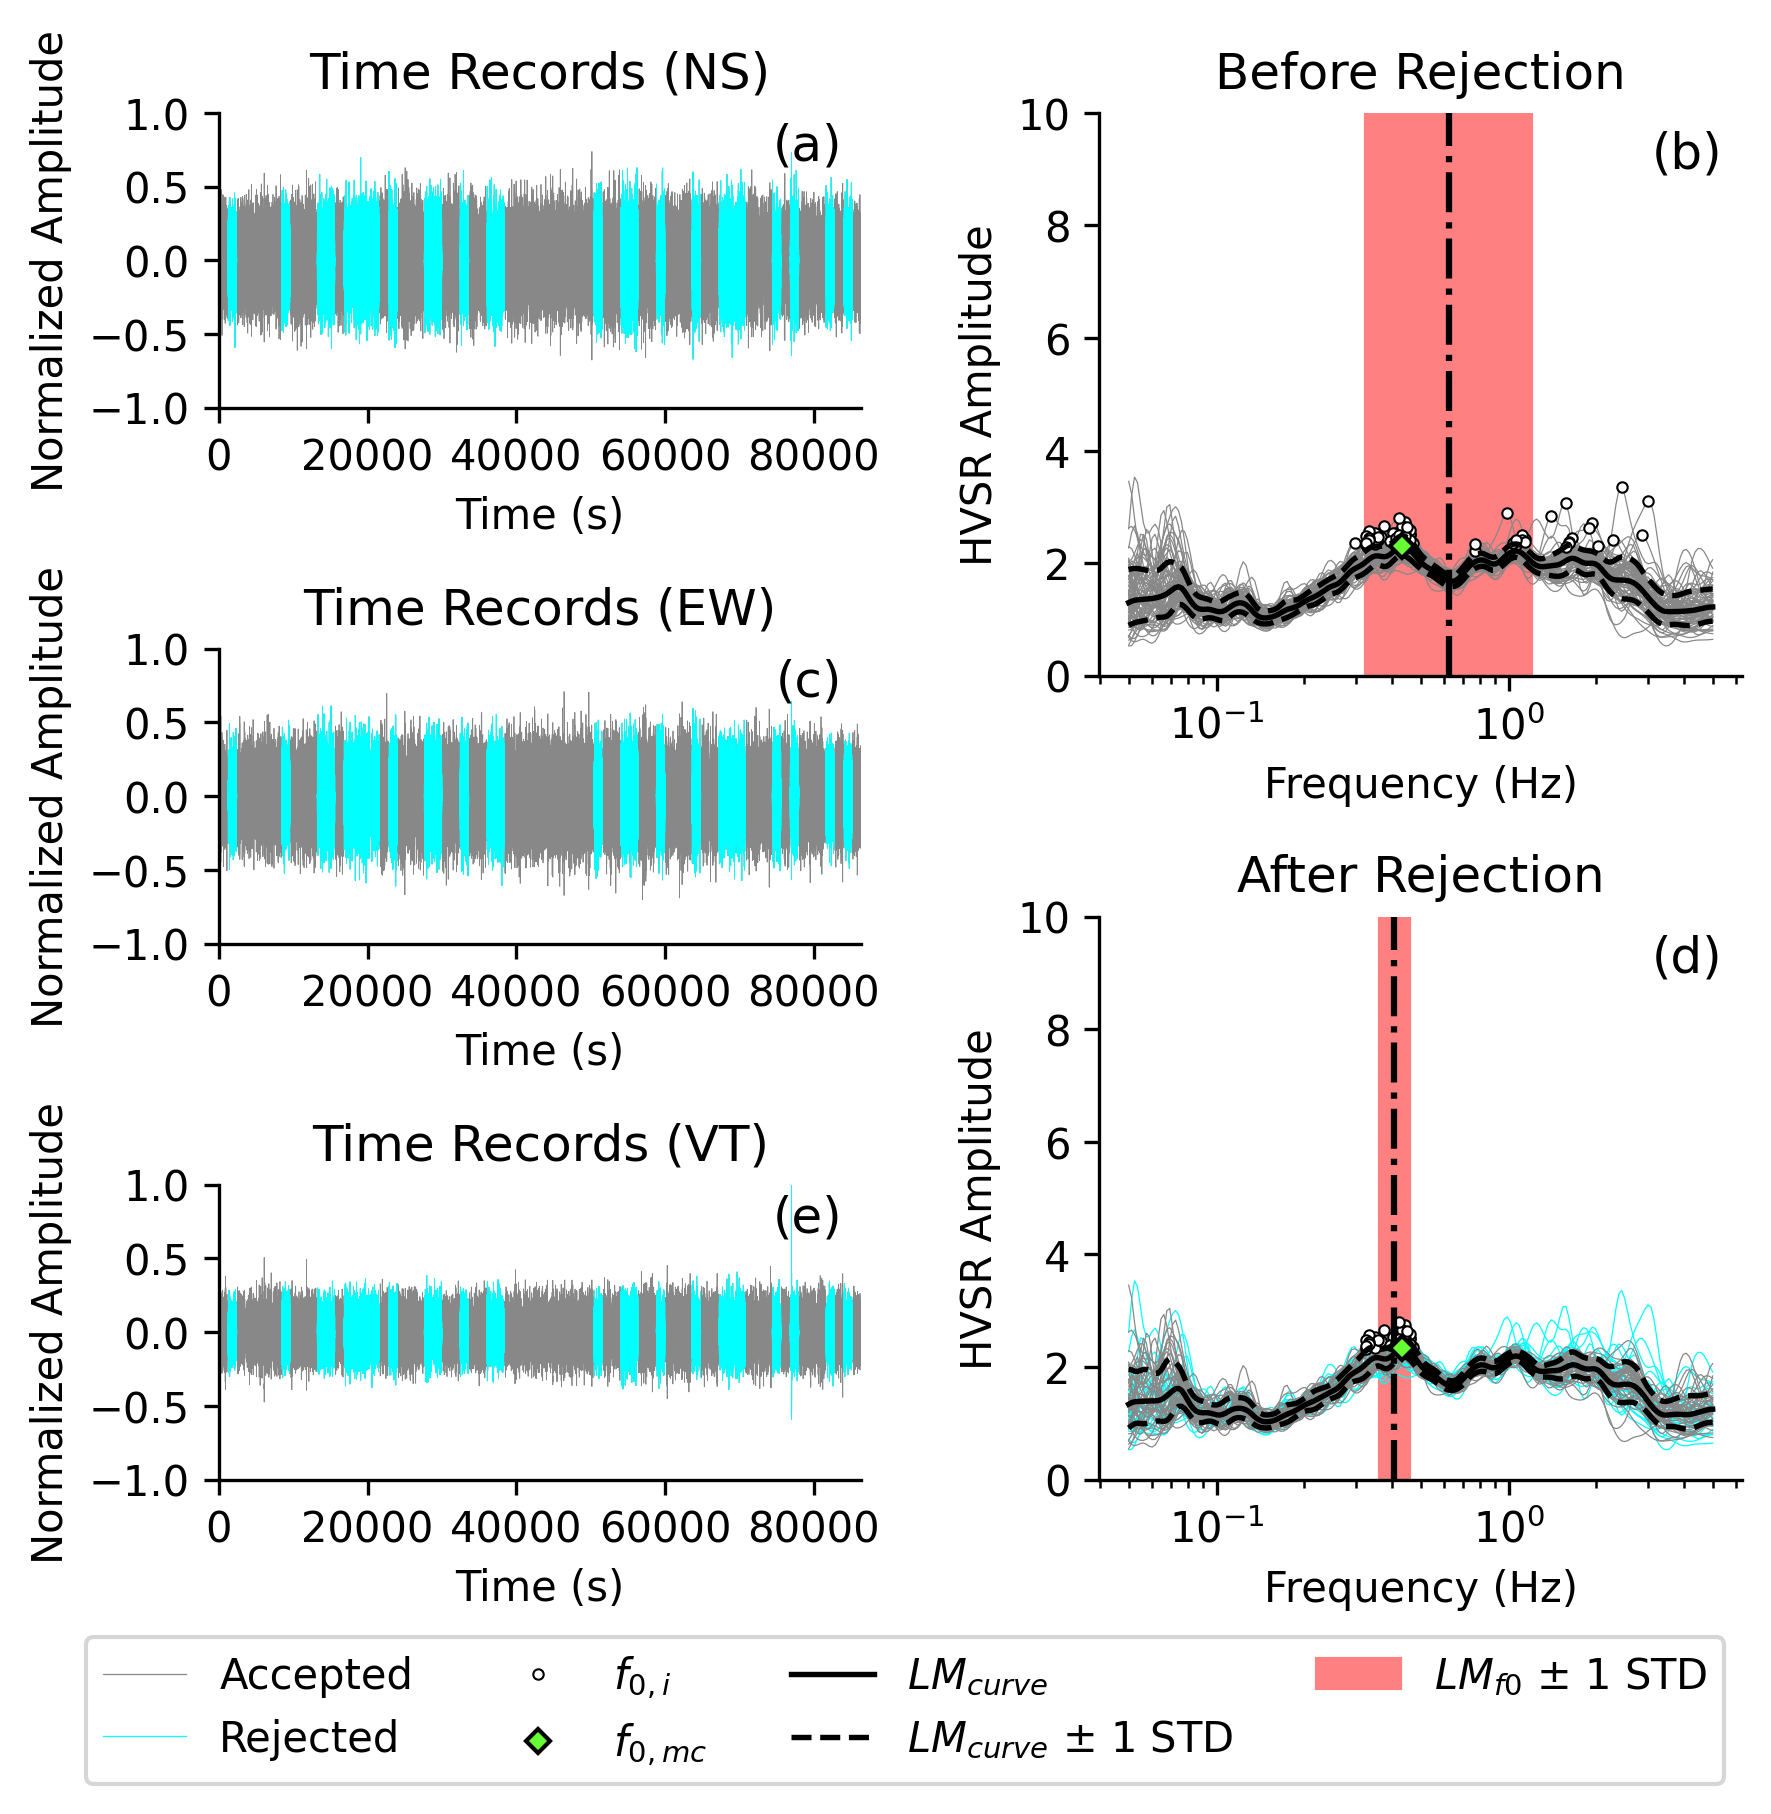 Time Records (NS)
(a)
Normalized Amplitude
1.0
0.5
0.0
−0.5
−1.0
0 20000 40000 60000 80000
Time (s)
Before Rejection
(b)
HVSR Amplitude
10
8
6
4
2
0
10⁻¹ 10⁰
Frequency (Hz)
Time Records (EW)
(c)
Normalized Amplitude
1.0
0.5
0.0
−0.5
−1.0
0 20000 40000 60000 80000
Time (s)
After Rejection
(d)
HVSR Amplitude
10
8
6
4
2
0
10⁻¹ 10⁰
Frequency (Hz)
Time Records (VT)
(e)
Normalized Amplitude
1.0
0.5
0.0
−0.5
−1.0
0 20000 40000 60000 80000
Time (s)
Accepted
Rejected
f0,i
f0,mc
LMcurve
LMcurve ± 1 STD
LMf0 ± 1 STD